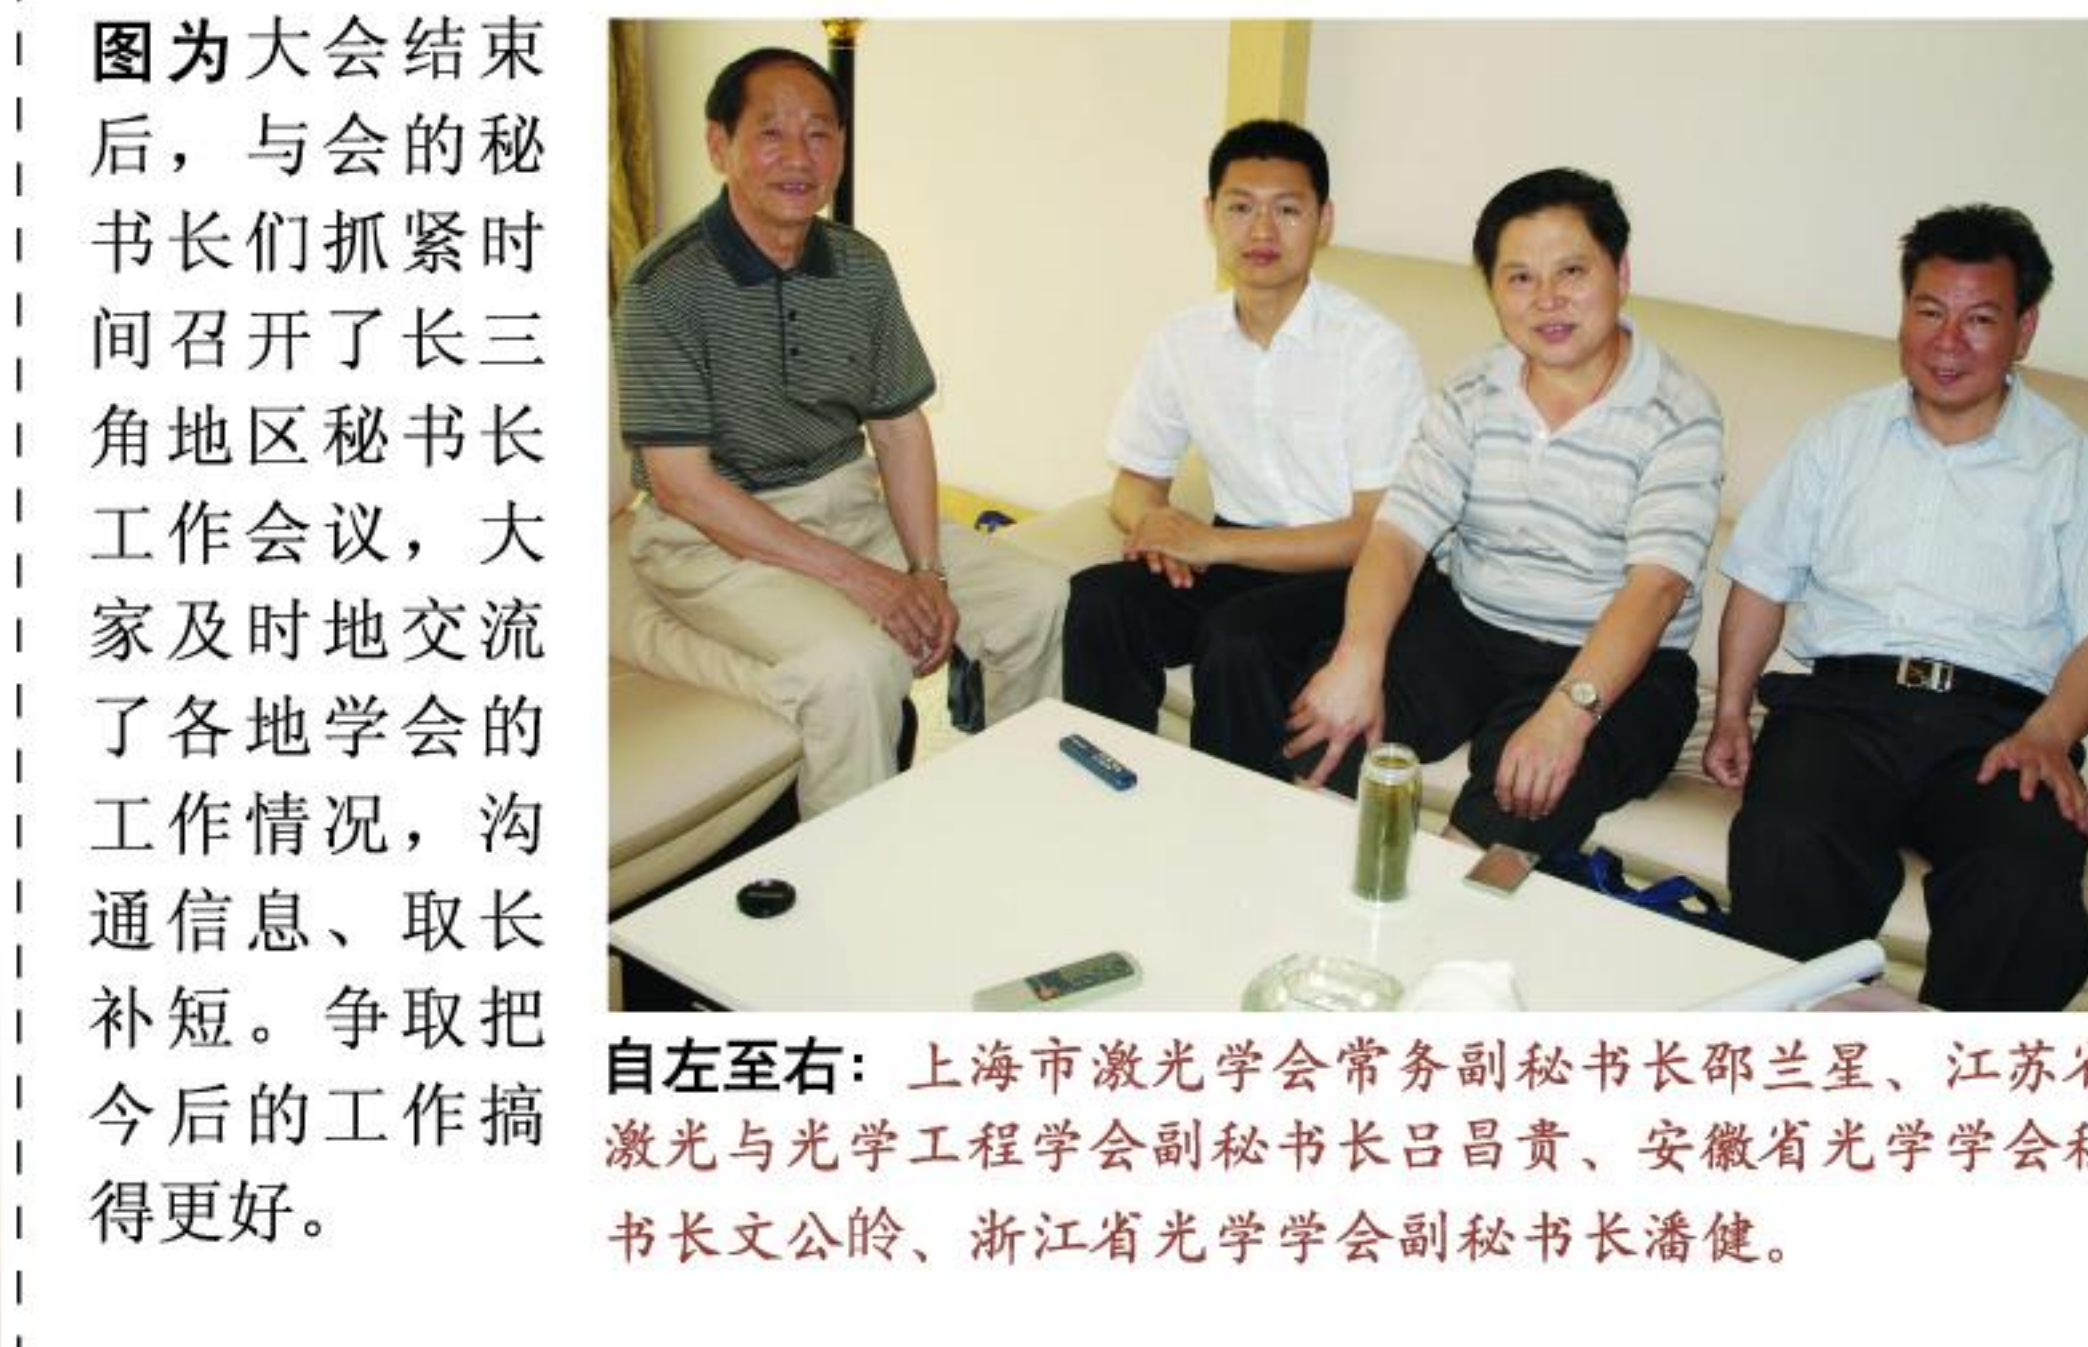 图为大会结束
后，与会的秘
书长们抓紧时
间召开了长三
角地区秘书长
工作会议，大
家及时地交流
了各地学会的
工作情况，沟
通信息、取长
补短。争取把
今后的工作搞
得更好。
自左至右：上海市激光学会常务副秘书长邵兰星、江苏省
激光与光学工程学会副秘书长吕昌贵、安徽省光学学会秘
书长文公皊、浙江省光学学会副秘书长潘健。